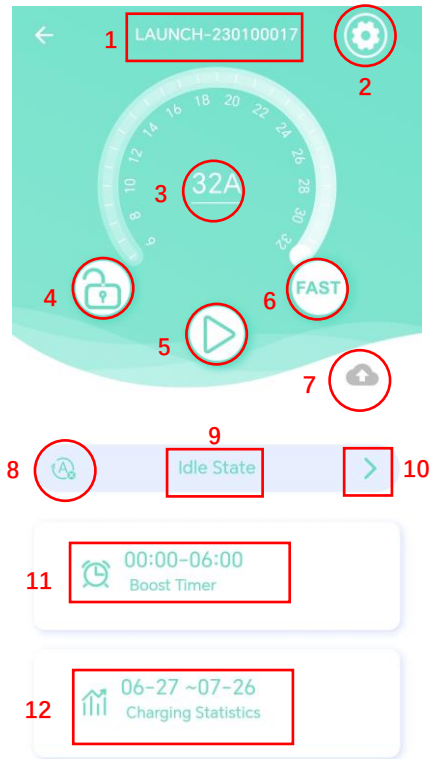 1
LAUNCH-230100017
2
6 8 10 12 14 16 18 20 22 24 26 28 30 32
3
32A
4
5
6
FAST
7
8
A
9
Idle State
10
11
00:00-06:00
Boost Timer
12
06-27 ~07-26
Charging Statistics